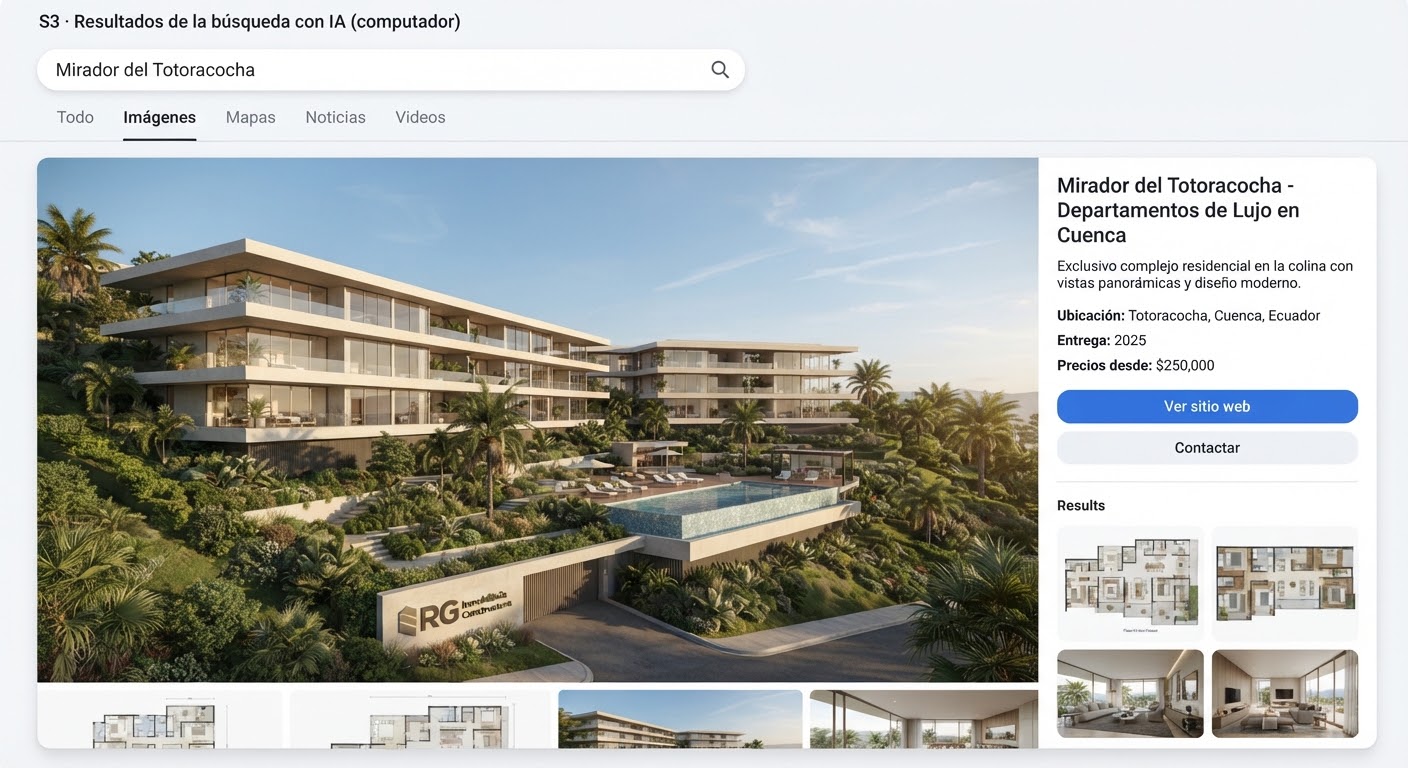 S3 · Resultados de la búsqueda con IA (computador)
Mirador del Totoracocha
Todo
Imágenes
Mapas
Noticias
Videos
Mirador del Totoracocha -
Departamentos de Lujo en
Cuenca
Exclusivo complejo residencial en la colina con
vistas panorámicas y diseño moderno.
Ubicación: Totoracocha, Cuenca, Ecuador
Entrega: 2025
Precios desde: $250,000
Ver sitio web
Contactar
Results
RG